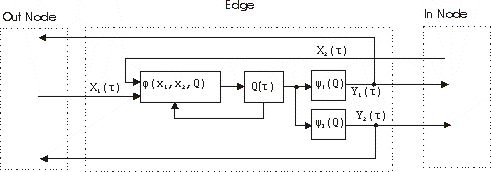 Edge
Out Node
In Node
X₂(τ)
X₁(τ)
φ(x₁,x₂,Q)
Q(τ)
ψ₁(Q)
Y₁(τ)
ψ₂(Q)
Y₂(τ)